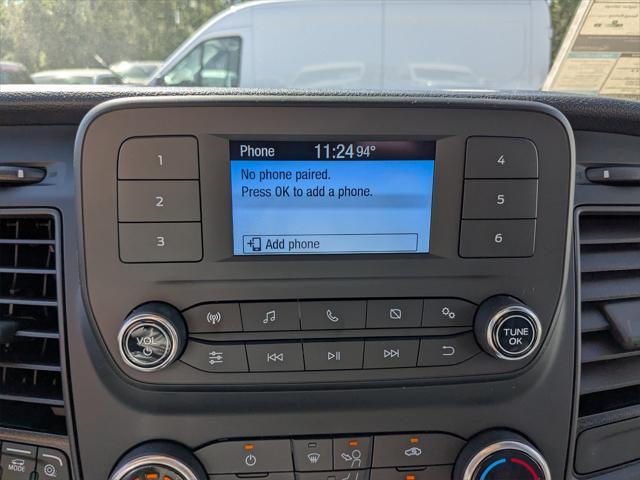 Phone 11:24 94°
No phone paired.
Press OK to add a phone.
Add phone
1
2
3
4
5
6
VOL
TUNE
OK
MODE